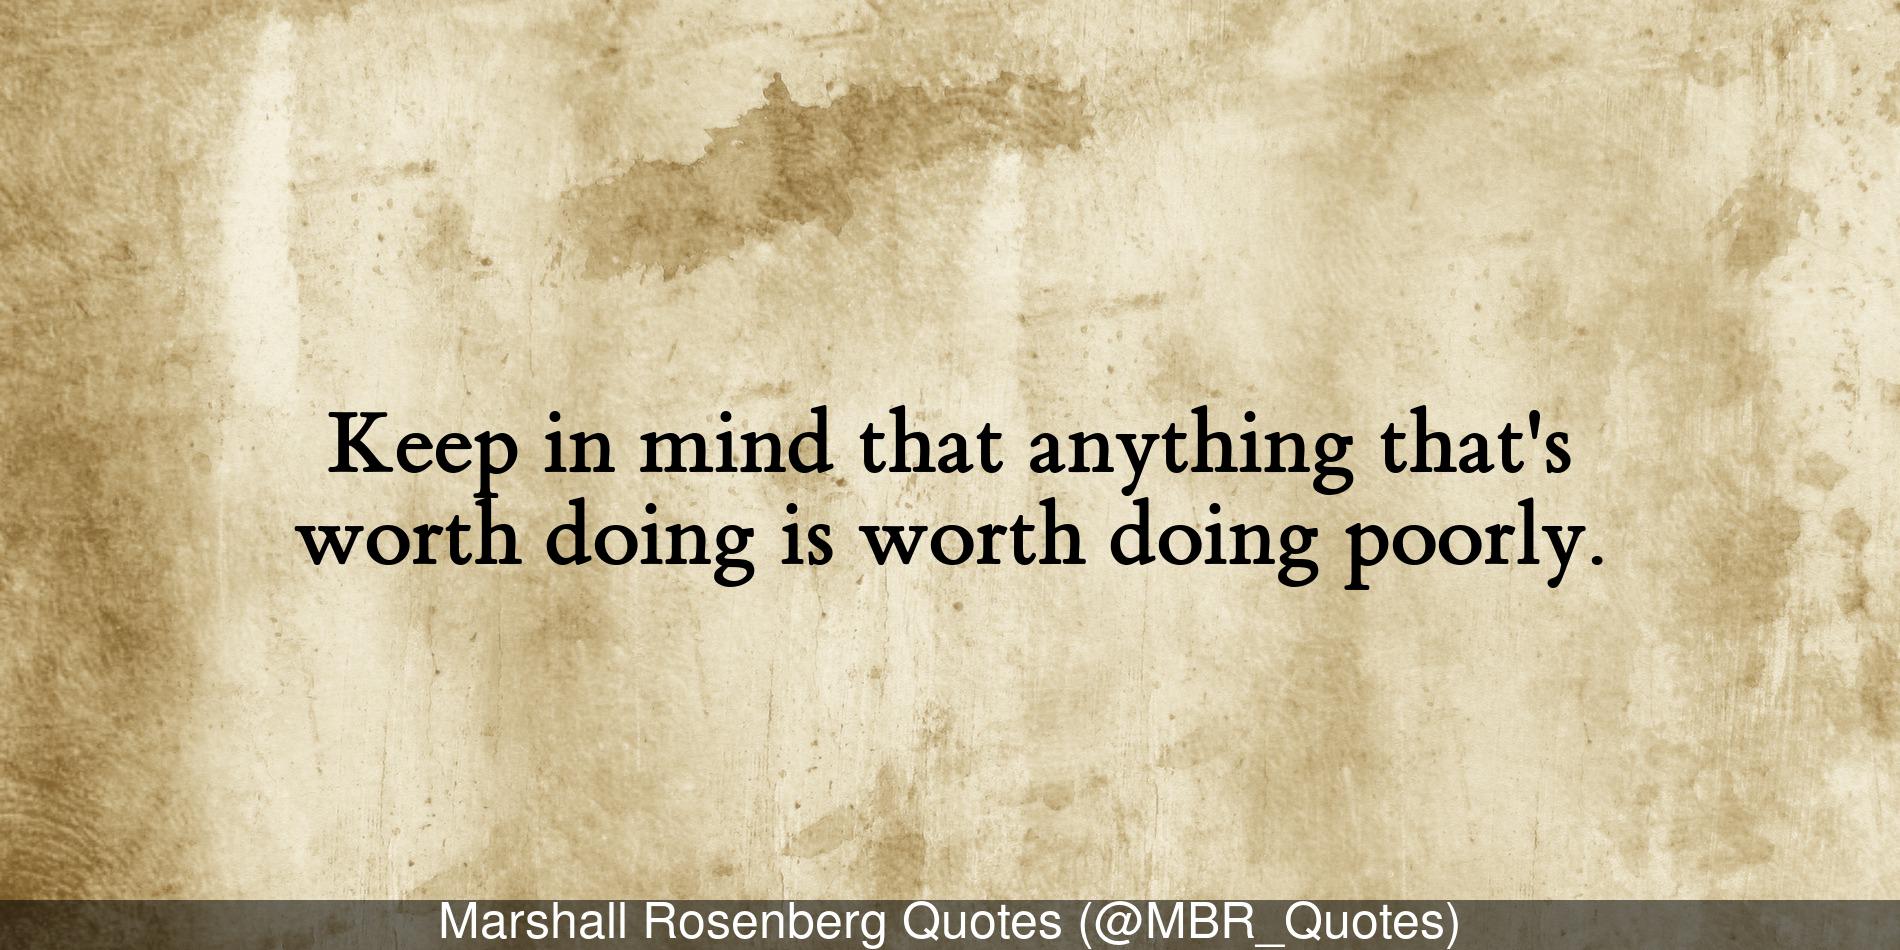 Keep in mind that anything that's
worth doing is worth doing poorly.
Marshall Rosenberg Quotes (@MBR_Quotes)